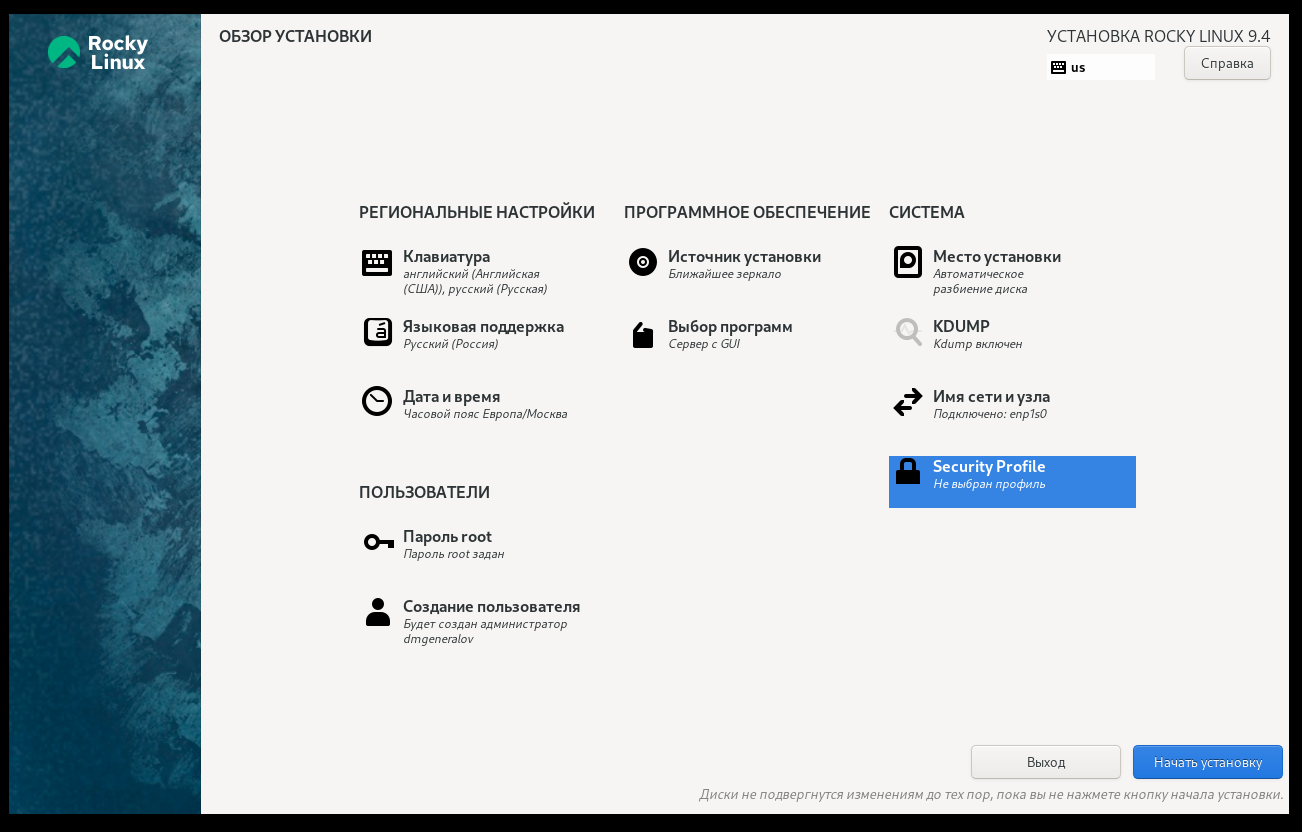 Rocky
Linux
ОБЗОР УСТАНОВКИ
УСТАНОВКА ROCKY LINUX 9.4
us
Справка
РЕГИОНАЛЬНЫЕ НАСТРОЙКИ
Клавиатура
английский (Английская
(США)), русский (Русская)
Языковая поддержка
Русский (Россия)
Дата и время
Часовой пояс Европа/Москва
ПРОГРАММНОЕ ОБЕСПЕЧЕНИЕ
Источник установки
Ближайшее зеркало
Выбор программ
Сервер с GUI
СИСТЕМА
Место установки
Автоматическое
разбиение диска
KDUMP
Kdump включен
Имя сети и узла
Подключено: enp1s0
Security Profile
Не выбран профиль
ПОЛЬЗОВАТЕЛИ
Пароль root
Пароль root задан
Создание пользователя
Будет создан администратор
dmgeneralov
Выход
Начать установку
Диски не подвергнутся изменениям до тех пор, пока вы не нажмете кнопку начала установки.